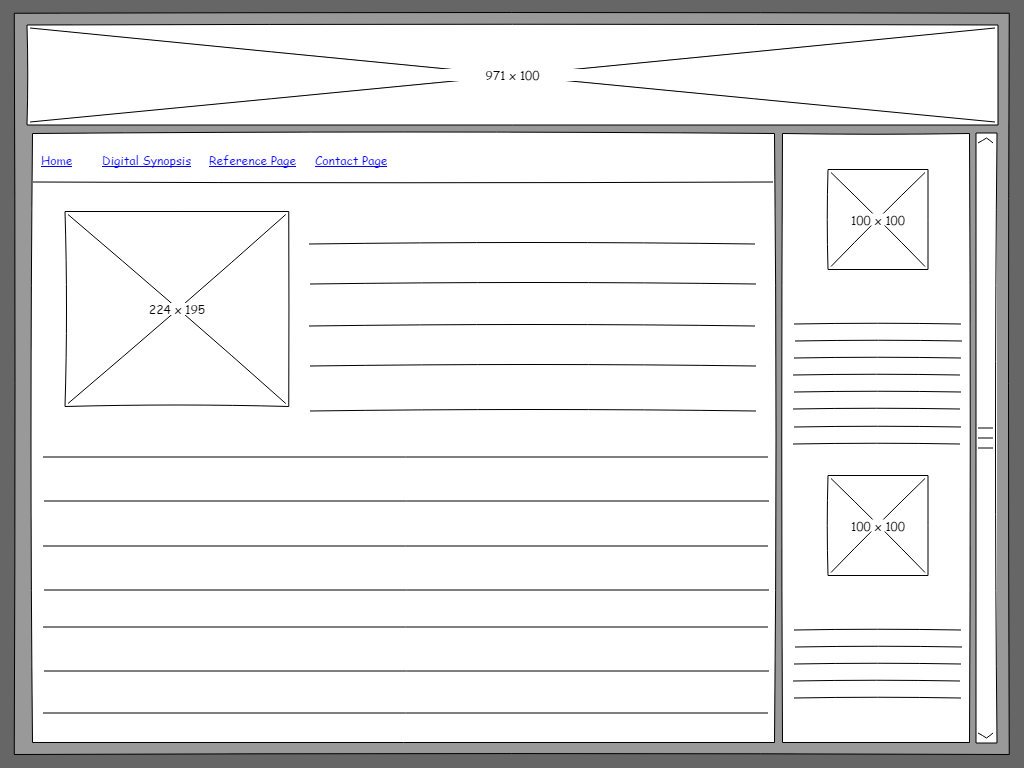 971 x 100
Home Digital Synopsis Reference Page Contact Page
224 x 195
100 x 100
100 x 100